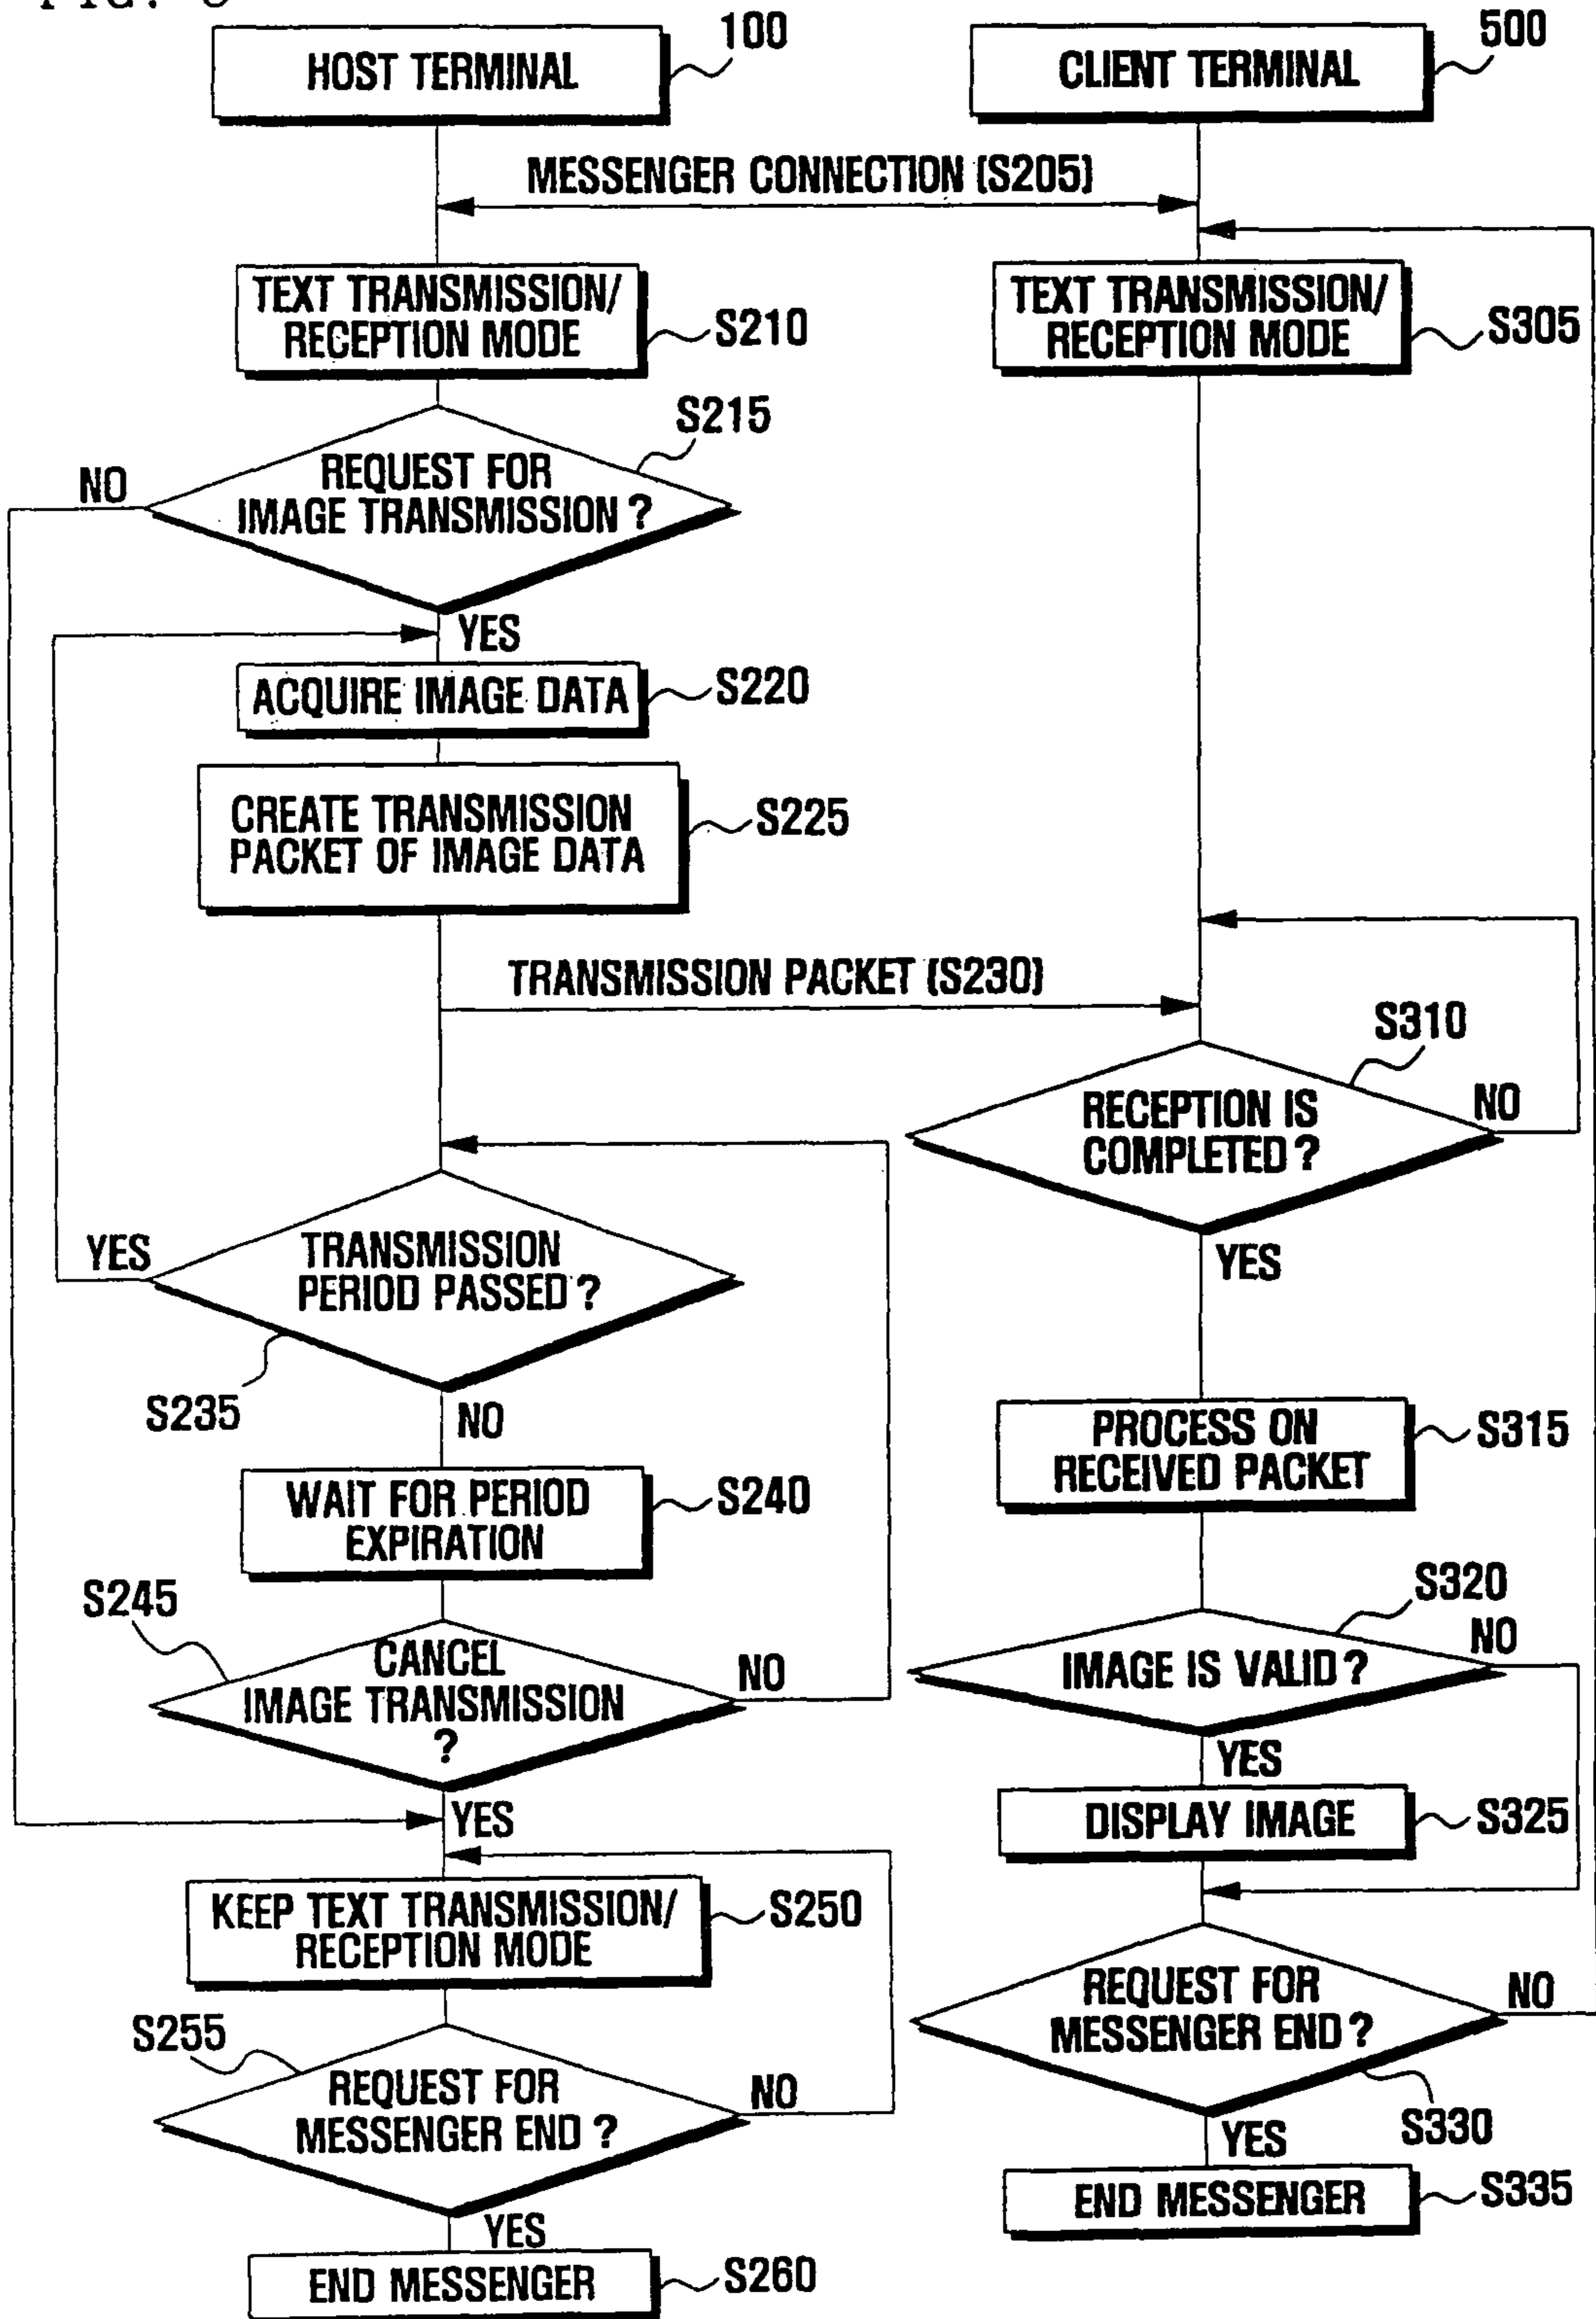 HOST TERMINAL
100
CLIENT TERMINAL
500
MESSENGER CONNECTION (S205)
TEXT TRANSMISSION/
RECEPTION MODE
S210
TEXT TRANSMISSION/
RECEPTION MODE
S305
S215
NO
REQUEST FOR
IMAGE TRANSMISSION ?
YES
ACQUIRE IMAGE DATA
S220
CREATE TRANSMISSION
PACKET OF IMAGE DATA
S225
TRANSMISSION PACKET (S230)
S310
RECEPTION IS
COMPLETED ?
NO
YES
YES
TRANSMISSION
PERIOD PASSED ?
S235
NO
PROCESS ON
RECEIVED PACKET
S315
WAIT FOR PERIOD
EXPIRATION
S240
S245
CANCEL
IMAGE TRANSMISSION
?
NO
S320
NO
IMAGE IS VALID ?
YES
YES
DISPLAY IMAGE
S325
KEEP TEXT TRANSMISSION/
RECEPTION MODE
S250
REQUEST FOR
MESSENGER END ?
NO
S330
S255
REQUEST FOR
MESSENGER END ?
NO
YES
END MESSENGER
S335
YES
END MESSENGER
S260